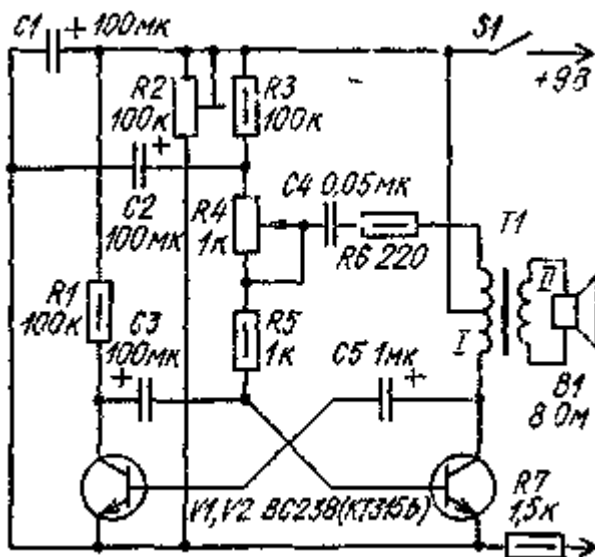 C1 + 100мк
S1
+9В
R2
100к
R3
100к
+
C2
100мк
R4
1к
C4 0,05мк
R6 220
T1
I
II
R1
100к
C3
100мк
+
R5
1к
C5 1мк
+
B1
8 Ом
V1, V2 BC238(КТ315Б)
R7
1,5к